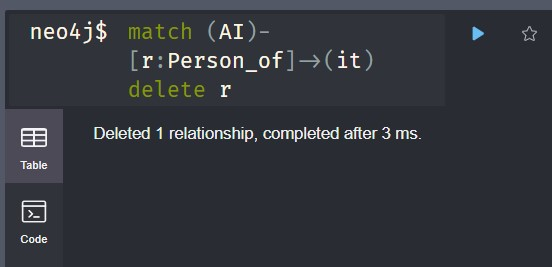 neo4j$ match (AI)-
[r:Person_of]→(it)
delete r
Deleted 1 relationship, completed after 3 ms.
Table
Code